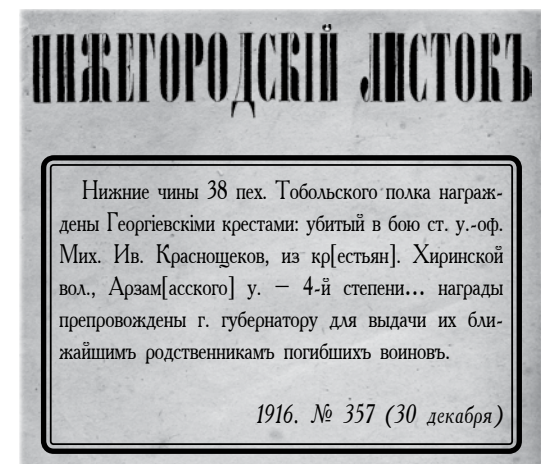 НИЖЕГОРОДСКІЙ ЛИСТОКЪ
Нижние чины 38 пех. Тобольского полка награж-
дены Георгіевскіми крестами: убитый в бою ст. у.-оф.
Мих. Ив. Краснощеков, из кр[естьян]. Хиринской
вол., Арзам[асского] у. – 4-й степени... награды
препровождены г. губернатору для выдачи их бли-
жайшимъ родственникамъ погибшихъ воиновъ.
1916. № 357 (30 декабря)